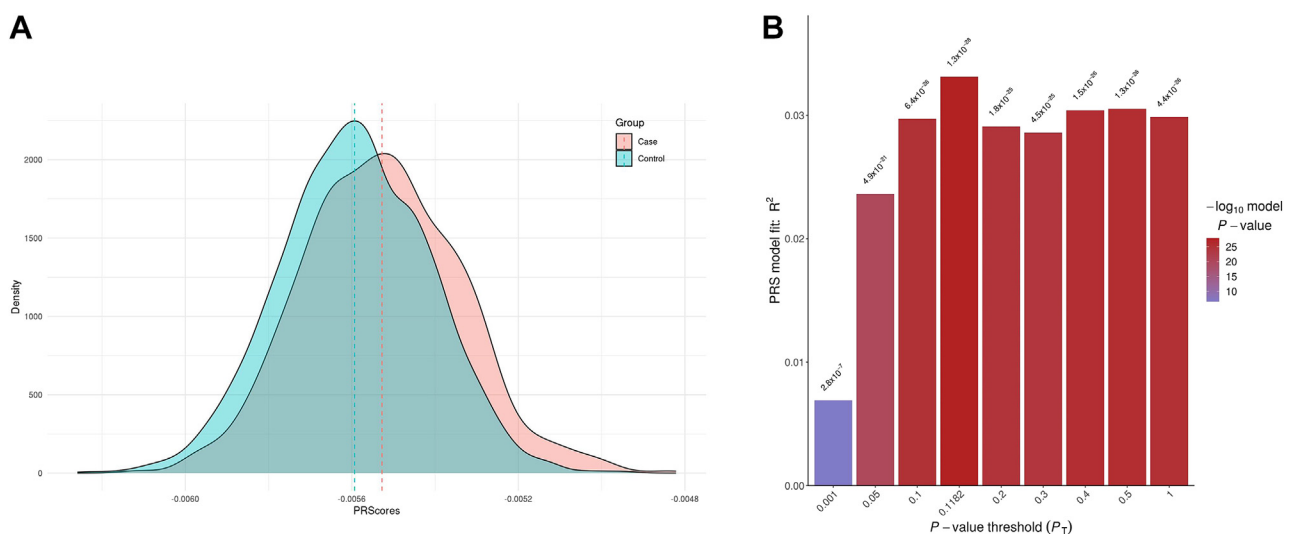 A
Group
Case
Control
Density
2000
1500
1000
500
0
-0.0060
-0.0056
-0.0052
-0.0048
PRScores
B
PRS model fit: R²
0.03
0.02
0.01
0.00
2.8x10⁻⁷
4.9x10⁻²¹
6.4x10⁻²⁶
1.3x10⁻²⁸
1.8x10⁻²⁵
4.5x10⁻²⁵
1.5x10⁻²⁶
1.3x10⁻²⁶
4.4x10⁻²⁶
0.001
0.05
0.1
0.1182
0.2
0.3
0.4
0.5
1
P – value threshold (P_T)
– log₁₀ model
P – value
25
20
15
10